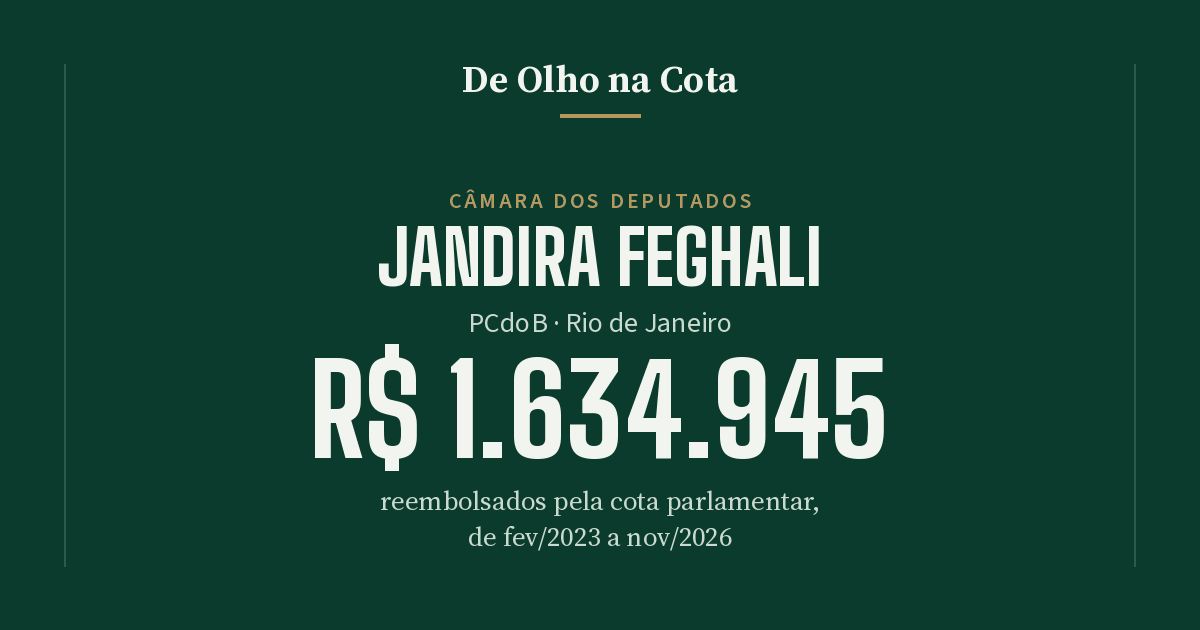 De Olho na Cota
CÂMARA DOS DEPUTADOS
JANDIRA FEGHALI
PCdoB · Rio de Janeiro
R$ 1.634.945
reembolsados pela cota parlamentar,
de fev/2023 a nov/2026